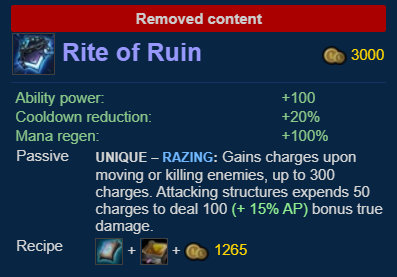 Removed content
Rite of Ruin 3000
Ability power: +100
Cooldown reduction: +20%
Mana regen: +100%
Passive UNIQUE – RAZING: Gains charges upon
moving or killing enemies, up to 300
charges. Attacking structures expends 50
charges to deal 100 (+ 15% AP) bonus true
damage.
Recipe + + 1265